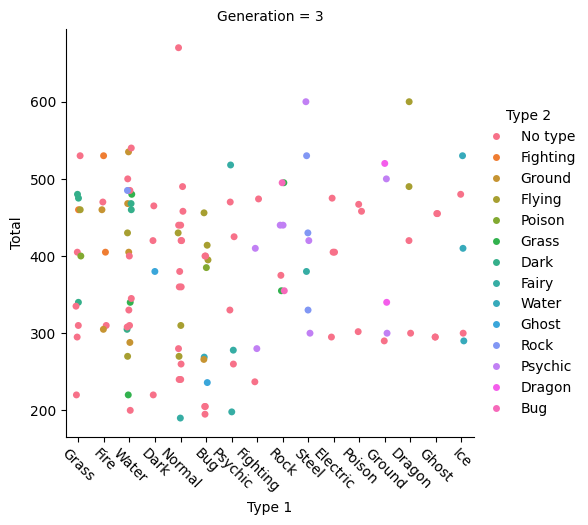 Generation = 3
Total
600
500
400
300
200
Grass
Fire
Water
Dark
Normal
Bug
Psychic
Fighting
Rock
Steel
Electric
Poison
Ground
Dragon
Ghost
Ice
Type 1
Type 2
No type
Fighting
Ground
Flying
Poison
Grass
Dark
Fairy
Water
Ghost
Rock
Psychic
Dragon
Bug